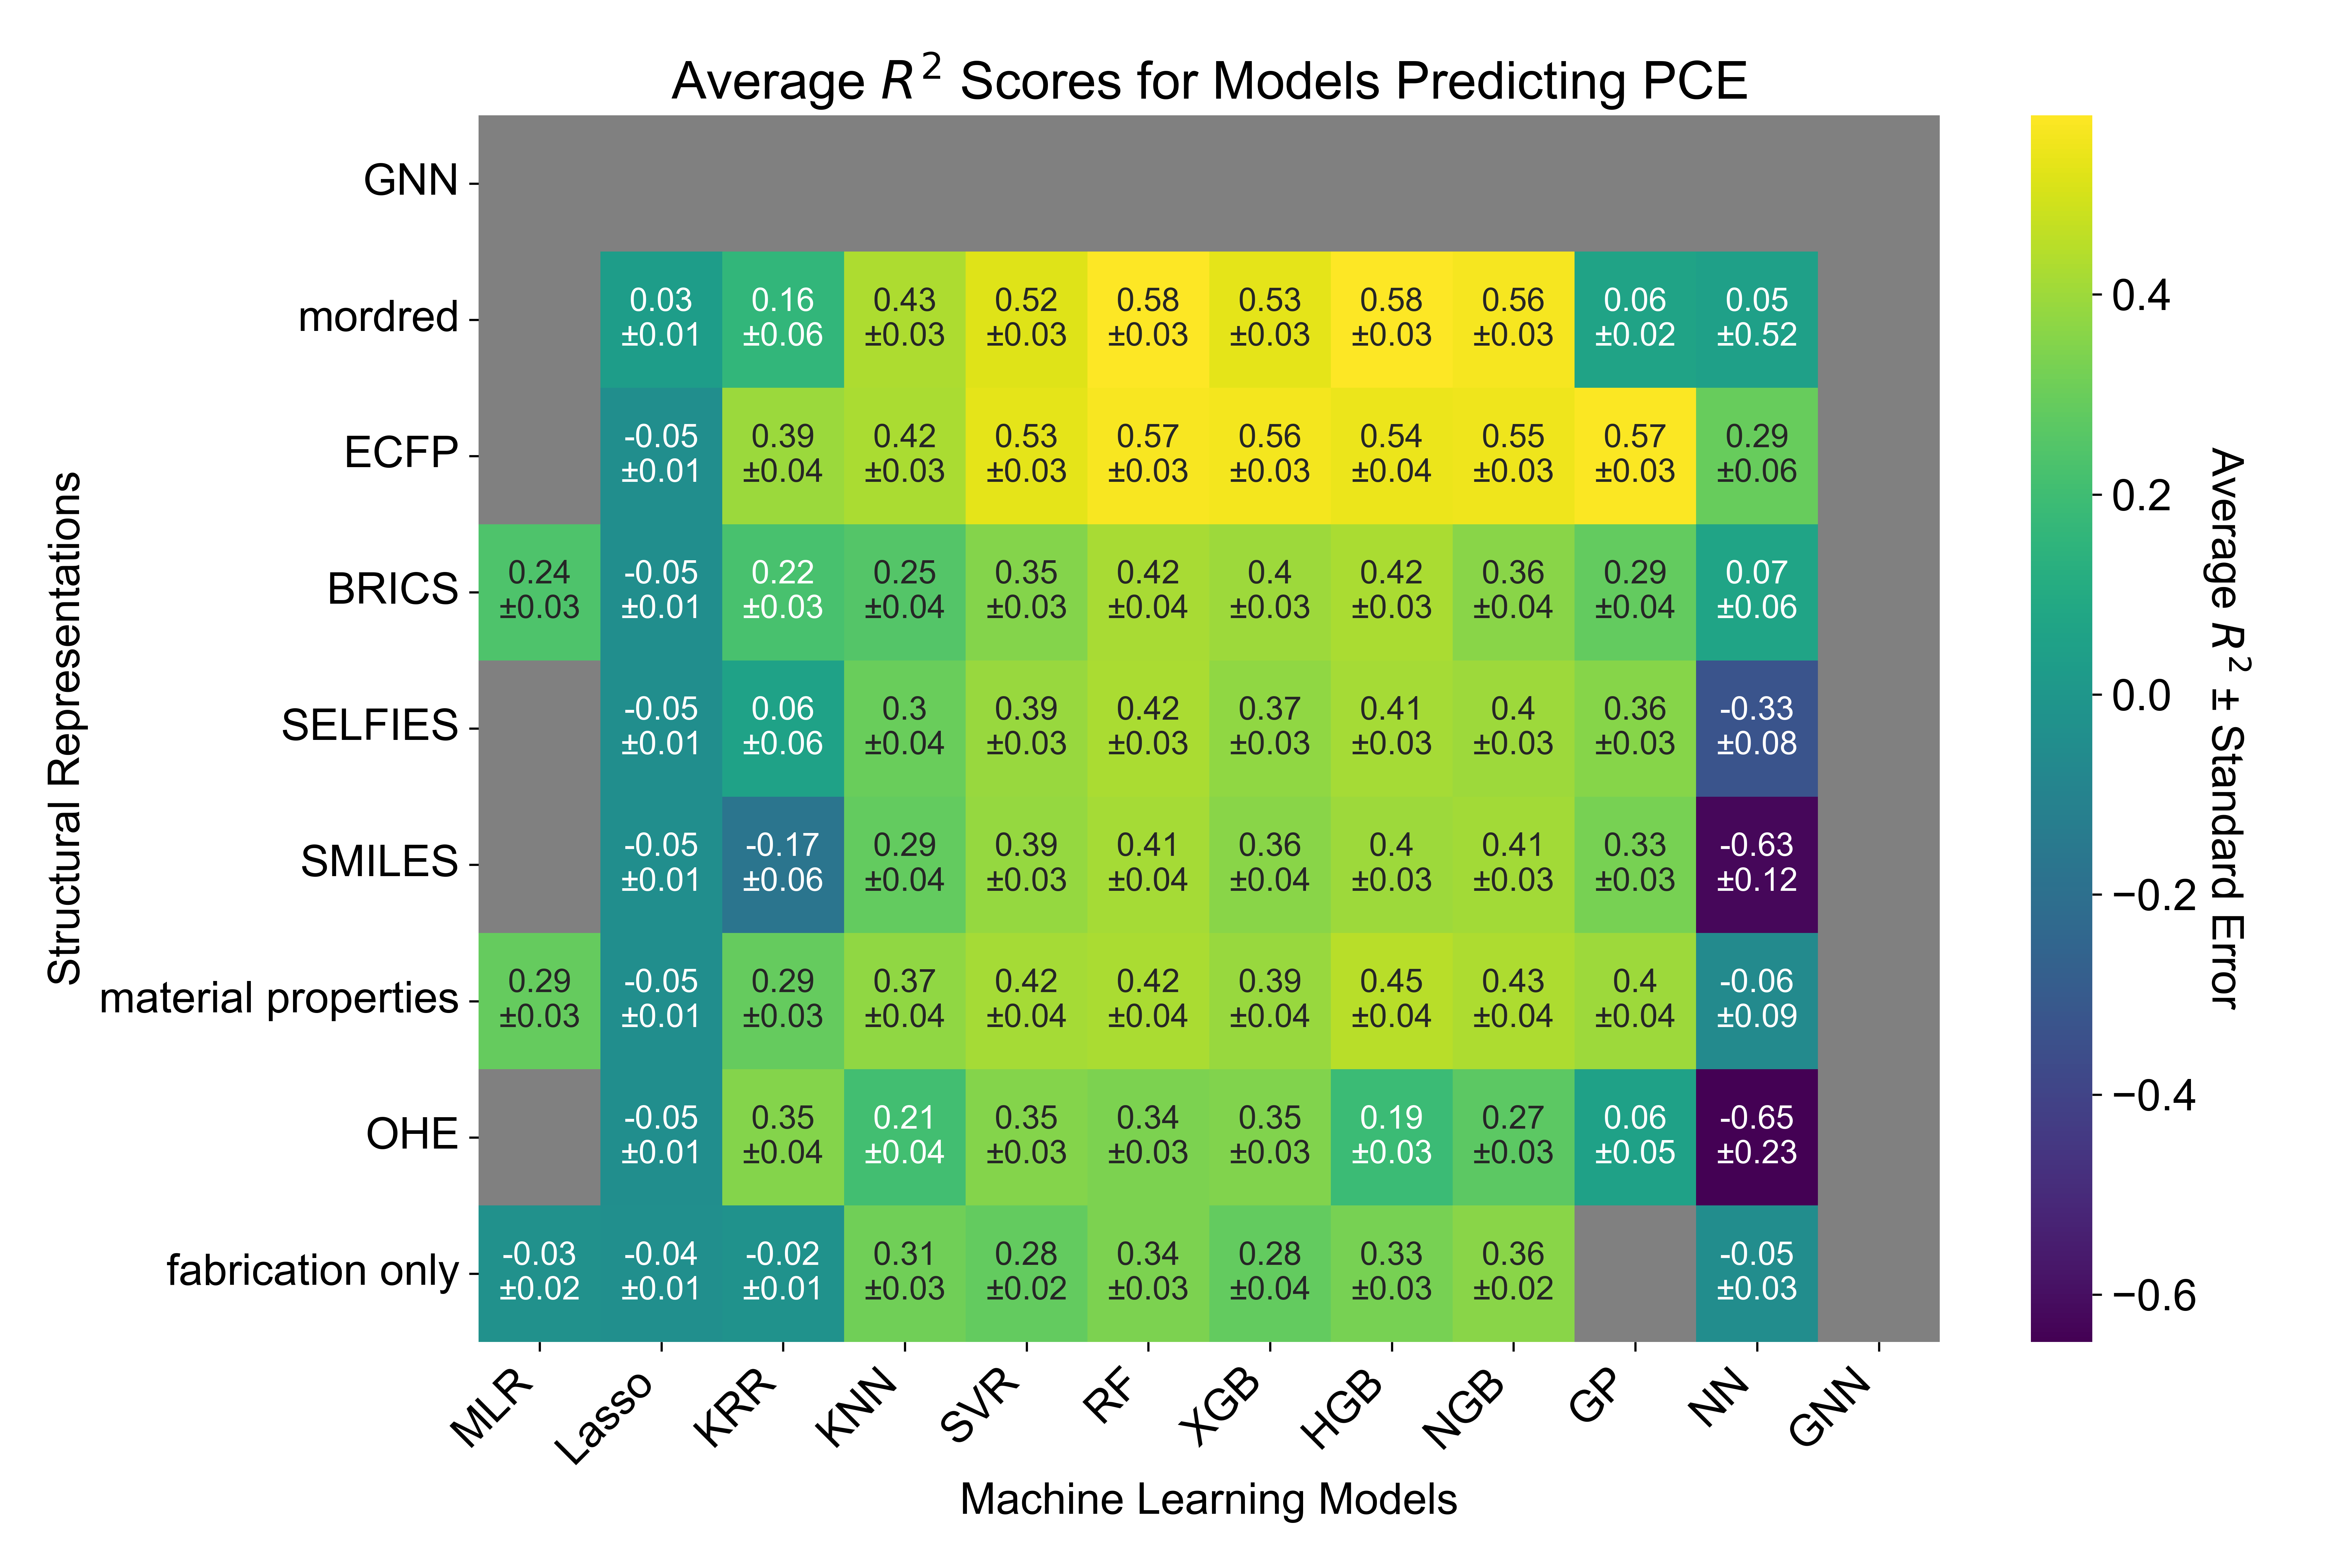 Average R² Scores for Models Predicting PCE
Structural Representations
GNN
mordred
0.03 0.16 0.43 0.52 0.58 0.53 0.58 0.56 0.06 0.05
±0.01 ±0.06 ±0.03 ±0.03 ±0.03 ±0.03 ±0.03 ±0.03 ±0.02 ±0.52
ECFP
-0.05 0.39 0.42 0.53 0.57 0.56 0.54 0.55 0.57 0.29
±0.01 ±0.04 ±0.03 ±0.03 ±0.03 ±0.03 ±0.04 ±0.03 ±0.03 ±0.06
BRICS
0.24 -0.05 0.22 0.25 0.35 0.42 0.4 0.42 0.36 0.29 0.07
±0.03 ±0.01 ±0.03 ±0.04 ±0.03 ±0.04 ±0.03 ±0.03 ±0.04 ±0.04 ±0.06
SELFIES
-0.05 0.06 0.3 0.39 0.42 0.37 0.41 0.4 0.36 -0.33
±0.01 ±0.06 ±0.04 ±0.03 ±0.03 ±0.03 ±0.03 ±0.03 ±0.03 ±0.08
SMILES
-0.05 -0.17 0.29 0.39 0.41 0.36 0.4 0.41 0.33 -0.63
±0.01 ±0.06 ±0.04 ±0.03 ±0.04 ±0.04 ±0.03 ±0.03 ±0.03 ±0.12
material properties
0.29 -0.05 0.29 0.37 0.42 0.42 0.39 0.45 0.43 0.4 -0.06
±0.03 ±0.01 ±0.03 ±0.04 ±0.04 ±0.04 ±0.04 ±0.04 ±0.04 ±0.04 ±0.09
OHE
-0.05 0.35 0.21 0.35 0.34 0.35 0.19 0.27 0.06 -0.65
±0.01 ±0.04 ±0.04 ±0.03 ±0.03 ±0.03 ±0.03 ±0.03 ±0.05 ±0.23
fabrication only
-0.03 -0.04 -0.02 0.31 0.28 0.34 0.28 0.33 0.36 -0.05
±0.02 ±0.01 ±0.01 ±0.03 ±0.02 ±0.03 ±0.04 ±0.03 ±0.02 ±0.03
MLR Lasso KRR KNN SVR RF XGB HGB NGB GP NN GNN
Machine Learning Models
0.4
0.2
0.0
−0.2
−0.4
−0.6
Average R² ± Standard Error